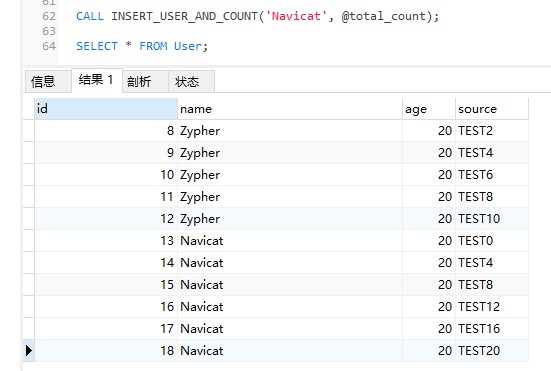 61
62 CALL INSERT_USER_AND_COUNT('Navicat', @total_count);
63
64 SELECT * FROM User;
信息 结果 1 剖析 状态
id name age source
8 Zypher 20 TEST2
9 Zypher 20 TEST4
10 Zypher 20 TEST6
11 Zypher 20 TEST8
12 Zypher 20 TEST10
13 Navicat 20 TEST0
14 Navicat 20 TEST4
15 Navicat 20 TEST8
16 Navicat 20 TEST12
17 Navicat 20 TEST16
18 Navicat 20 TEST20